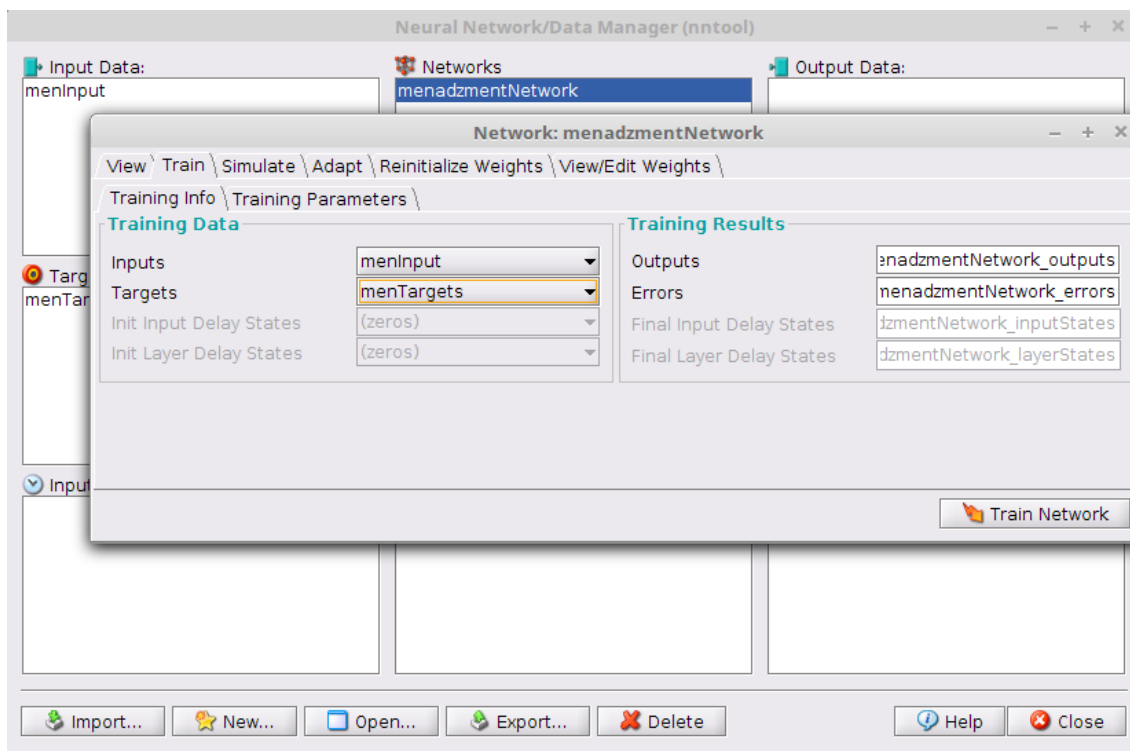 Neural Network/Data Manager (nntool)
Input Data:
Networks
Output Data:
menInput
menadzmentNetwork
Network: menadzmentNetwork
View Train Simulate Adapt Reinitialize Weights View/Edit Weights
Training Info Training Parameters
Training Data
Training Results
Inputs menInput
Outputs enadzmentNetwork_outputs
Targets menTargets
Errors menadzmentNetwork_errors
Init Input Delay States (zeros)
Final Input Delay States dzmentNetwork_inputStates
Init Layer Delay States (zeros)
Final Layer Delay States dzmentNetwork_layerStates
Targ
menTar
Input
Train Network
Import... New... Open... Export... Delete Help Close